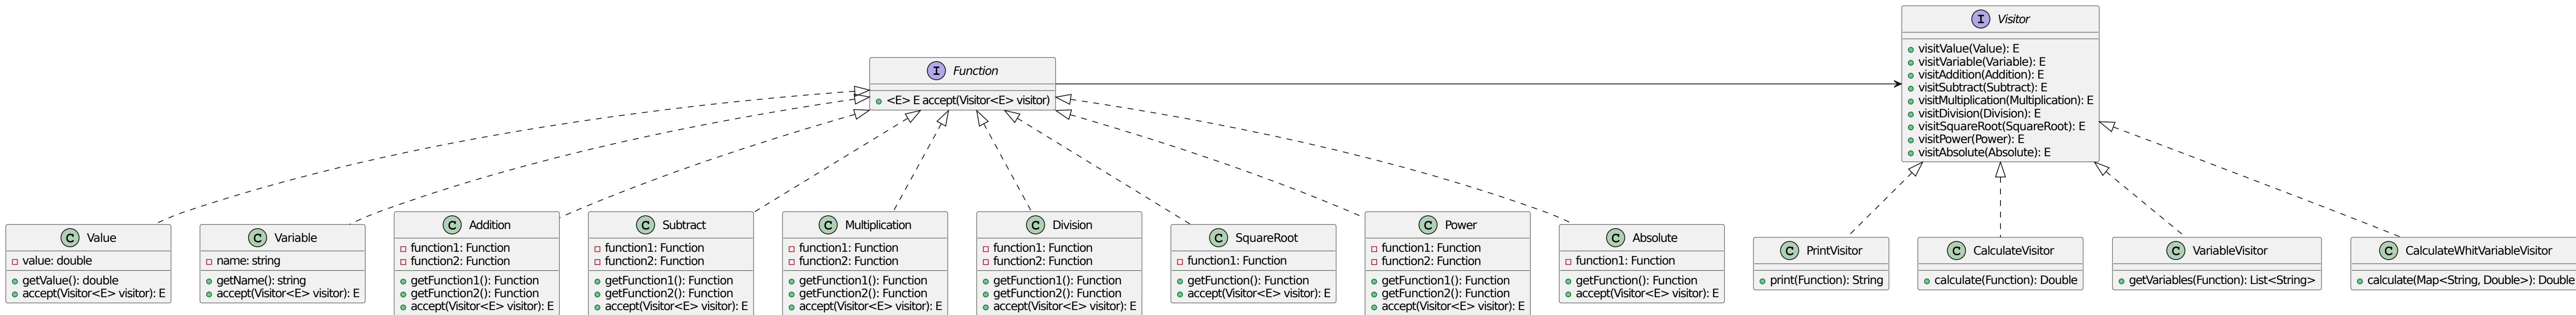 I Visitor
visitValue(Value): E
visitVariable(Variable): E
visitAddition(Addition): E
visitSubtract(Subtract): E
visitMultiplication(Multiplication): E
visitDivision(Division): E
visitSquareRoot(SquareRoot): E
visitPower(Power): E
visitAbsolute(Absolute): E
I Function
<E> E accept(Visitor<E> visitor)
C Value
value: double
getValue(): double
accept(Visitor<E> visitor): E
C Variable
name: string
getName(): string
accept(Visitor<E> visitor): E
C Addition
function1: Function
function2: Function
getFunction1(): Function
getFunction2(): Function
accept(Visitor<E> visitor): E
C Subtract
function1: Function
function2: Function
getFunction1(): Function
getFunction2(): Function
accept(Visitor<E> visitor): E
C Multiplication
function1: Function
function2: Function
getFunction1(): Function
getFunction2(): Function
accept(Visitor<E> visitor): E
C Division
function1: Function
function2: Function
getFunction1(): Function
getFunction2(): Function
accept(Visitor<E> visitor): E
C SquareRoot
function1: Function
getFunction(): Function
accept(Visitor<E> visitor): E
C Power
function1: Function
function2: Function
getFunction1(): Function
getFunction2(): Function
accept(Visitor<E> visitor): E
C Absolute
function1: Function
getFunction(): Function
accept(Visitor<E> visitor): E
C PrintVisitor
print(Function): String
C CalculateVisitor
calculate(Function): Double
C VariableVisitor
getVariables(Function): List<String>
C CalculateWhitVariableVisitor
calculate(Map<String, Double>): Double